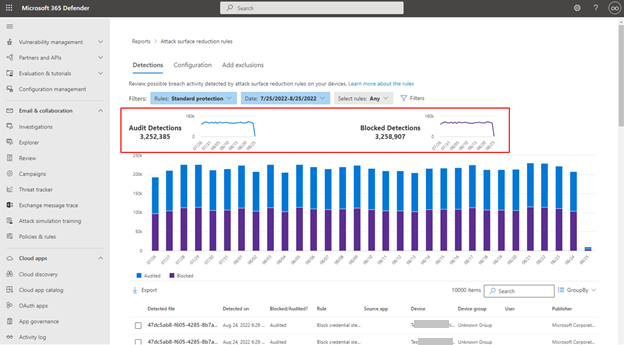 Microsoft 365 Defender
Search
Vulnerability management
Partners and APIs
Evaluation & tutorials
Configuration management
Email & collaboration
Investigations
Explorer
Review
Campaigns
Threat tracker
Exchange message trace
Attack simulation training
Policies & rules
Cloud apps
Cloud discovery
Cloud app catalog
OAuth apps
App governance
Activity log
Reports > Attack surface reduction rules
Detections Configuration Add exclusions
Review possible breach activity detected by attack surface reduction rules on your devices. Learn more about the rules
Filters: Rules: Standard protection Date: 7/25/2022-8/25/2022 Select rules: Any Filters
Audit Detections
3,252,385
Blocked Detections
3,258,907
250k
200k
150k
100k
50k
0
Audited Blocked
Export 10000 items Search GroupBy
Detected file Detected on Blocked/Audited? Rule Source app Device Device group User Publisher
47dc5ab8-f605-4285-8b7a... Aug 24, 2022 6:29 ... Audited Block credential ste... Unknown Group Microsoft Corporat...
47dc5ab8-f605-4285-8b7a... Aug 24, 2022 6:29 ... Audited Block credential ste... Unknown Group Microsoft Corporat...